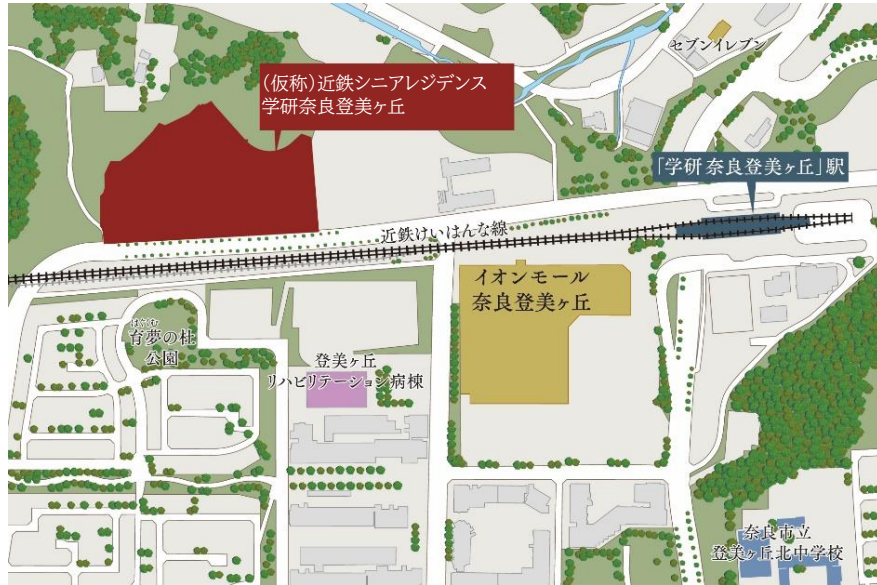 セブンイレブン
(仮称)近鉄シニアレジデンス
学研奈良登美ヶ丘
「学研奈良登美ヶ丘」駅
近鉄けいはんな線
イオンモール
奈良登美ヶ丘
はぐむ
育夢の杜
公園
登美ヶ丘
リハビリテーション病棟
奈良市立
登美ヶ丘北中学校